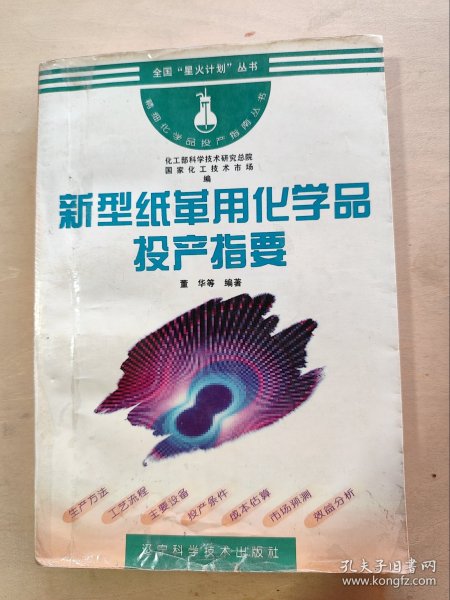 全国“星火计划”丛书
精细化学品投产指南丛书
化工部科学技术研究总院
国家化工技术市场
编
新型纸革用化学品
投产指要
董 华等 编著
生产方法
工艺流程
主要设备
投产条件
成本估算
市场预测
效益分析
辽宁科学技术出版社
孔夫子旧书网
www.kongfz.com